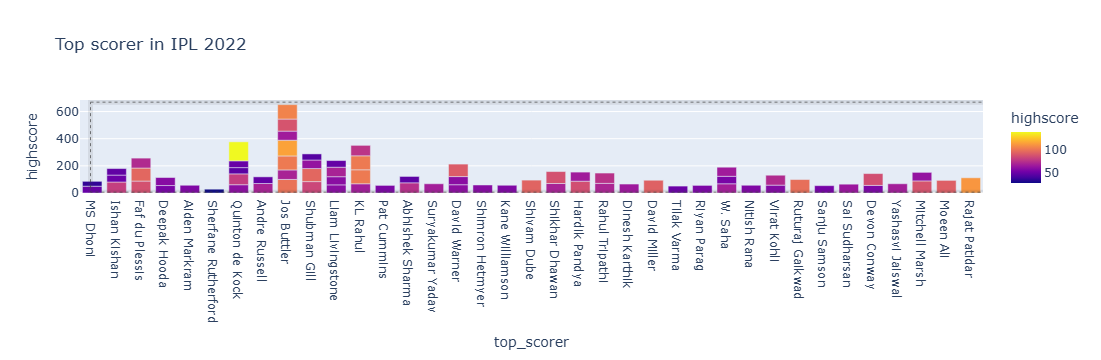 Top scorer in IPL 2022
highscore
600
400
200
0
MS Dhoni
Ishan Kishan
Faf du Plessis
Deepak Hooda
Aiden Markram
Sherfane Rutherford
Quinton de Kock
Andre Russell
Jos Buttler
Shubman Gill
Liam Livingstone
KL Rahul
Pat Cummins
Abhishek Sharma
Suryakumar Yadav
David Warner
Shimron Hetmyer
Kane Williamson
Shivam Dube
Shikhar Dhawan
Hardik Pandya
Rahul Tripathi
Dinesh Karthik
David Miller
Tilak Varma
Riyan Parag
W. Saha
Nitish Rana
Virat Kohli
Ruturaj Gaikwad
Sanju Samson
Sai Sudharsan
Devon Conway
Yashasvi Jaiswal
Mitchell Marsh
Moeen Ali
Rajat Patidar
top_scorer
highscore
100
50